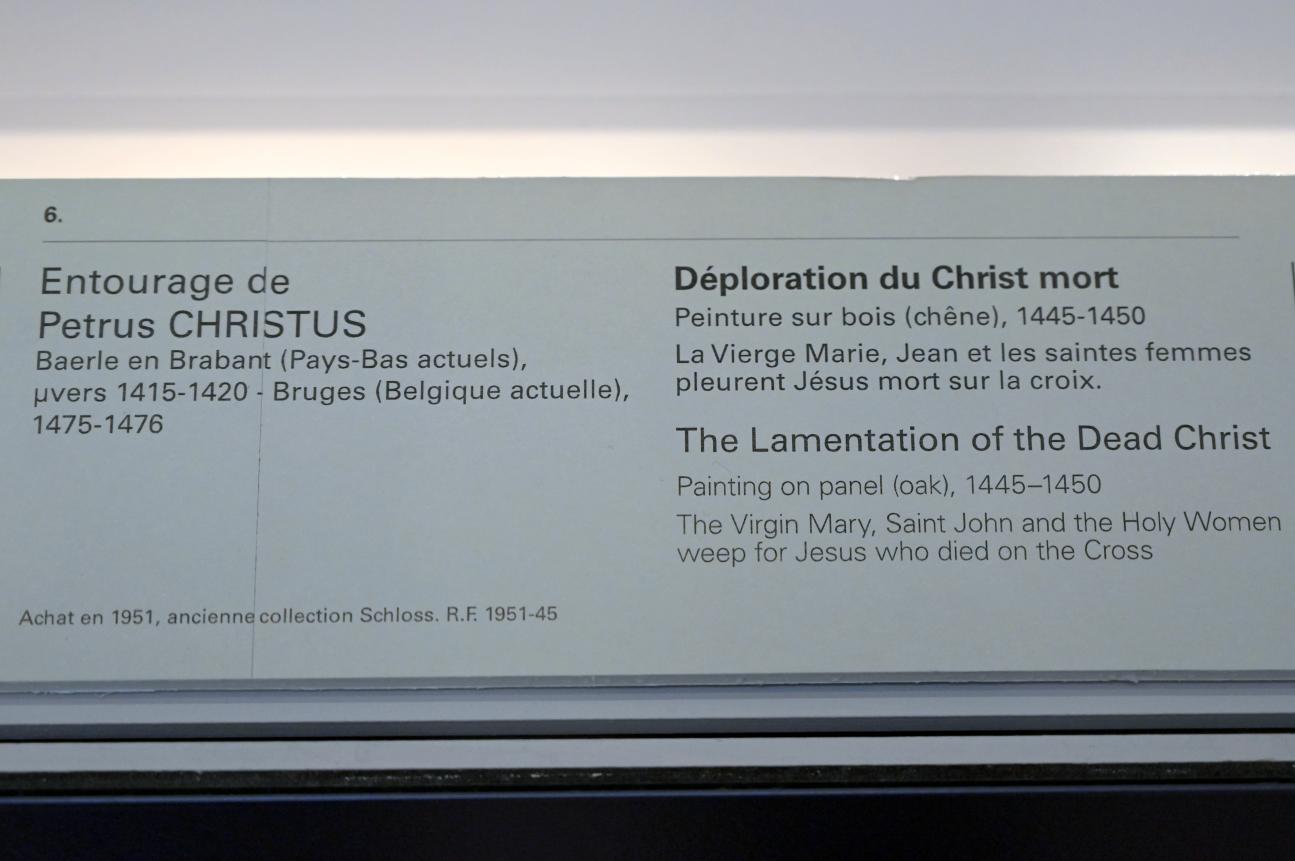 6.
Entourage de
Petrus CHRISTUS
Baerle en Brabant (Pays-Bas actuels),
µvers 1415-1420 - Bruges (Belgique actuelle),
1475-1476
Achat en 1951, ancienne collection Schloss. R.F. 1951-45
Déploration du Christ mort
Peinture sur bois (chêne), 1445-1450
La Vierge Marie, Jean et les saintes femmes
pleurent Jésus mort sur la croix.
The Lamentation of the Dead Christ
Painting on panel (oak), 1445–1450
The Virgin Mary, Saint John and the Holy Women
weep for Jesus who died on the Cross